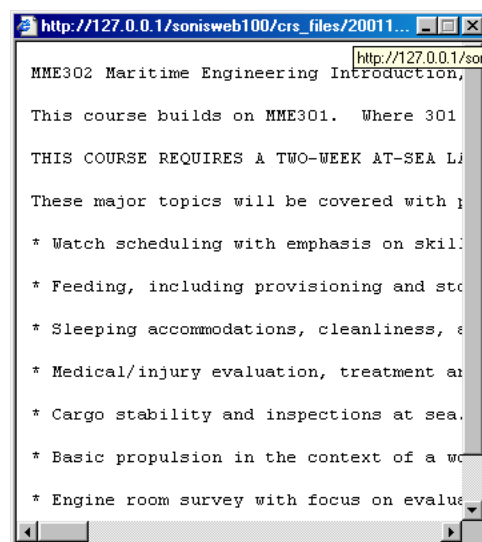 http://127.0.0.1/sonisweb100/crs_files/20011...
http://127.0.0.1/so
MME302 Maritime Engineering Introduction,
This course builds on MME301. Where 301
THIS COURSE REQUIRES A TWO-WEEK AT-SEA
These major topics will be covered with
* Watch scheduling with emphasis on
* Feeding, including provisioning and
* Sleeping accommodations, cleanliness,
* Medical/injury evaluation, treatment
* Cargo stability and inspections at sea.
* Basic propulsion in the context of a
* Engine room survey with focus on